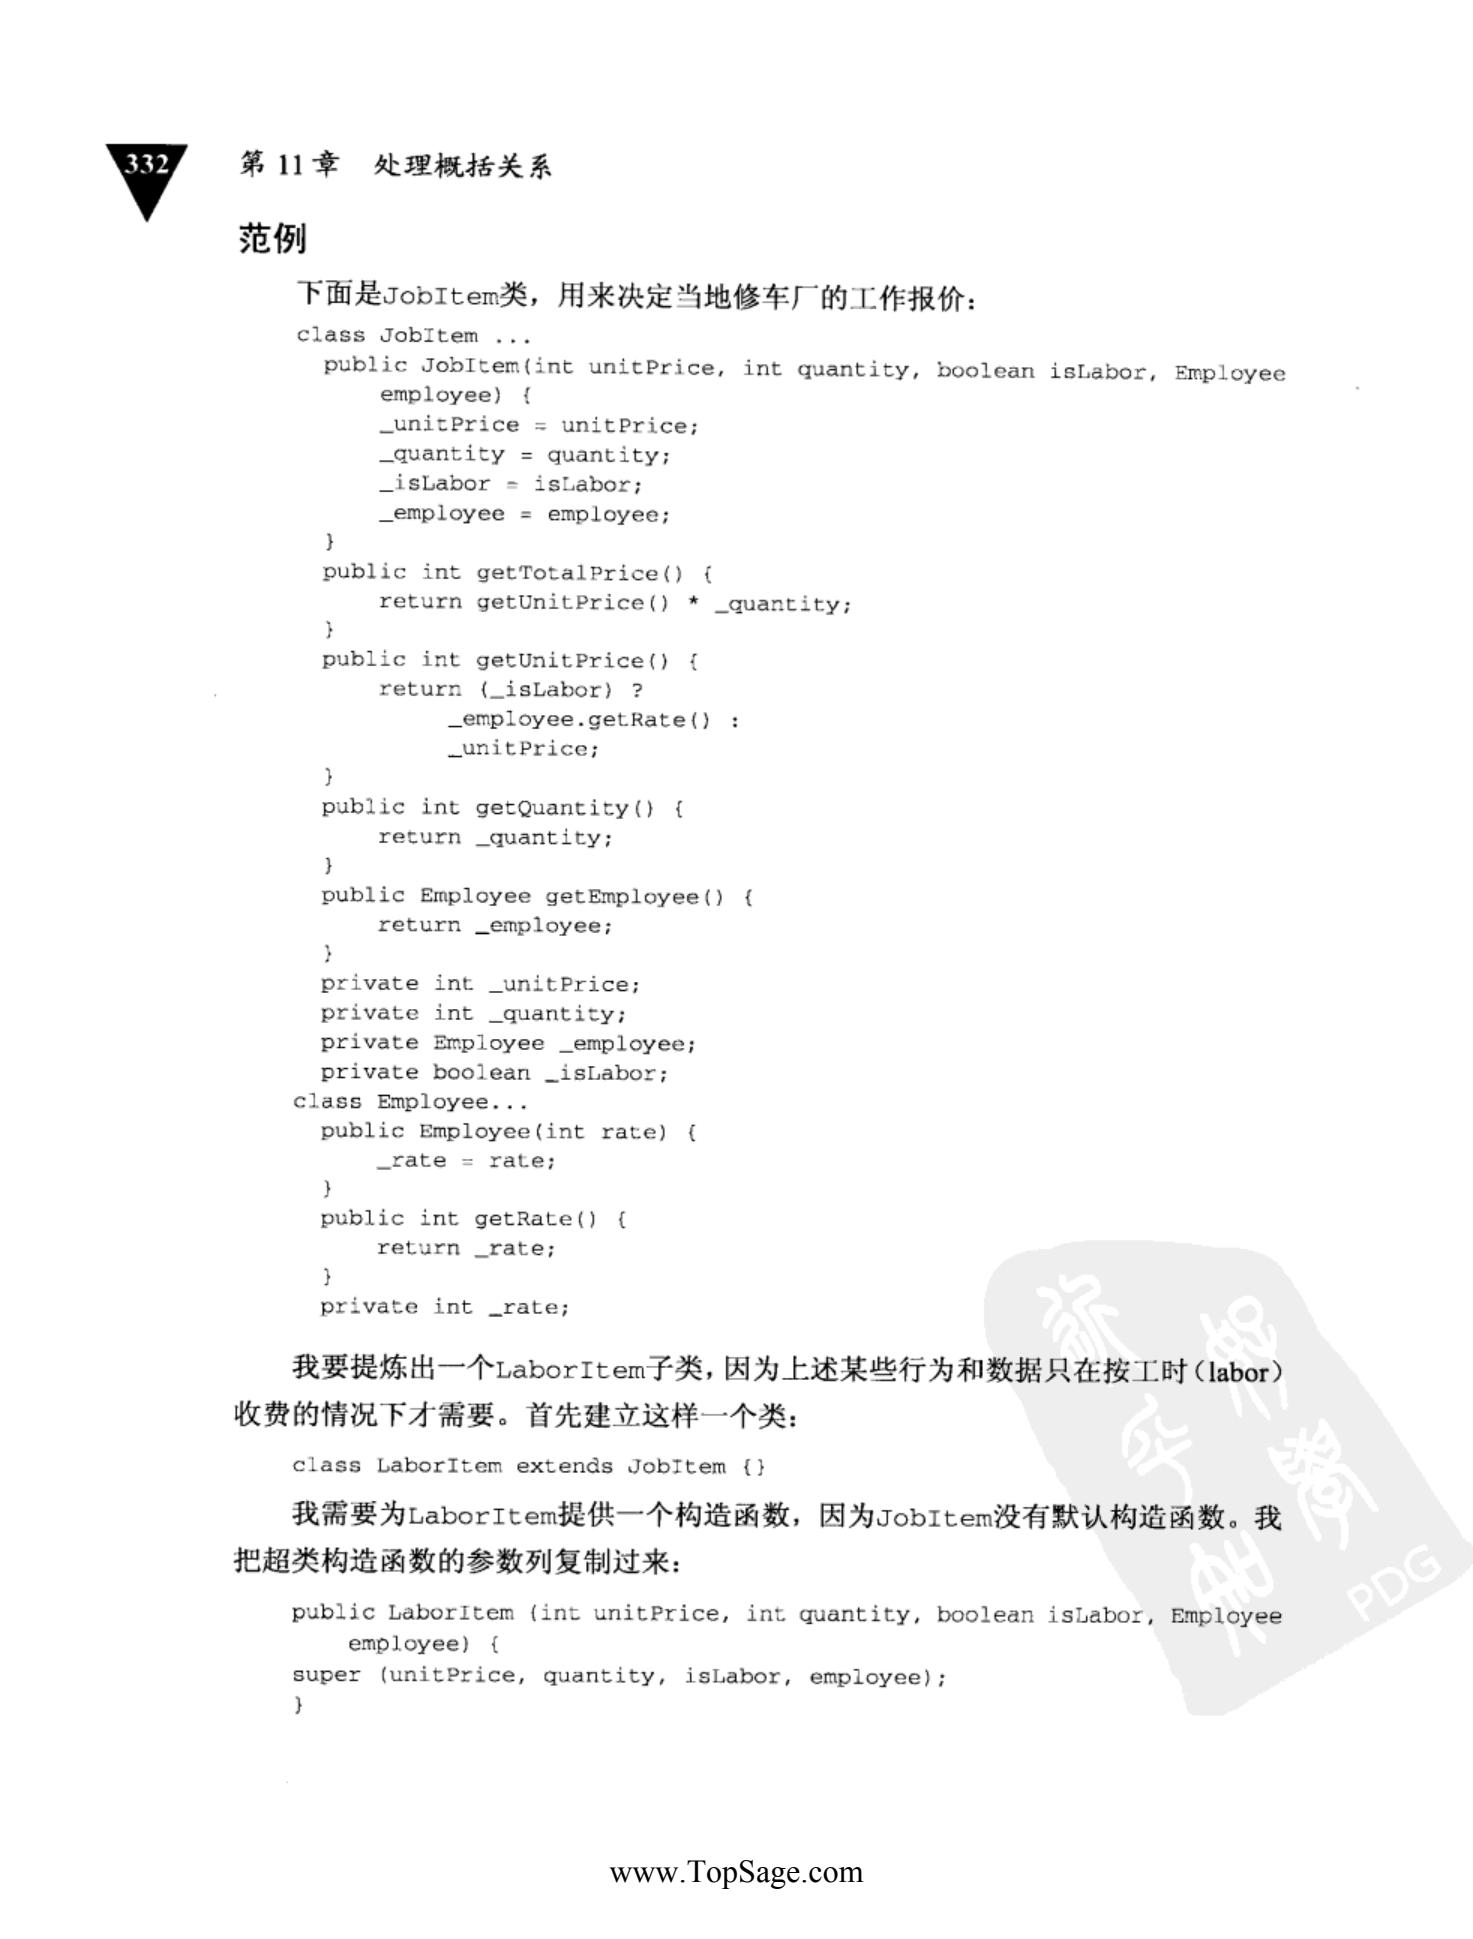 332
第 11 章　处理概括关系
范例
下面是JobItem类，用来决定当地修车厂的工作报价：
class JobItem ...
  public JobItem(int unitPrice, int quantity, boolean isLabor, Employee
      employee) {
      _unitPrice = unitPrice;
      _quantity = quantity;
      _isLabor = isLabor;
      _employee = employee;
  }
  public int getTotalPrice() {
      return getUnitPrice() * _quantity;
  }
  public int getUnitPrice() {
      return (_isLabor) ?
           _employee.getRate() :
           _unitPrice;
  }
  public int getQuantity() {
      return _quantity;
  }
  public Employee getEmployee() {
      return _employee;
  }
  private int _unitPrice;
  private int _quantity;
  private Employee _employee;
  private boolean _isLabor;
class Employee...
  public Employee(int rate) {
      _rate = rate;
  }
  public int getRate() {
      return _rate;
  }
  private int _rate;
我要提炼出一个LaborItem子类，因为上述某些行为和数据只在按工时（labor）
收费的情况下才需要。首先建立这样一个类：
class LaborItem extends JobItem {}
我需要为LaborItem提供一个构造函数，因为JobItem没有默认构造函数。我
把超类构造函数的参数列复制过来：
public LaborItem (int unitPrice, int quantity, boolean isLabor, Employee
    employee) {
super (unitPrice, quantity, isLabor, employee);
}
PDG
www.TopSage.com